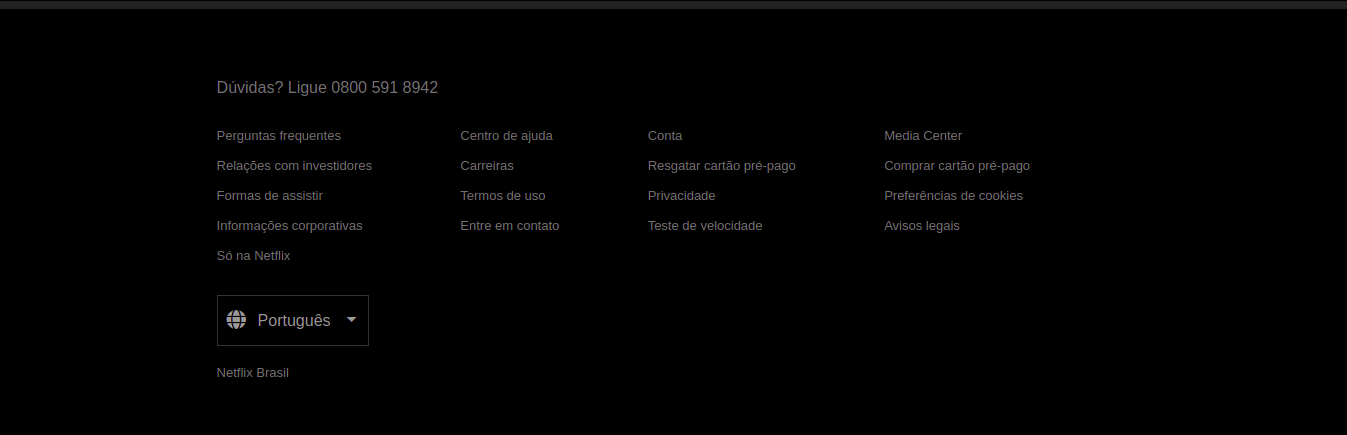 Dúvidas? Ligue 0800 591 8942
Perguntas frequentes
Centro de ajuda
Conta
Media Center
Relações com investidores
Carreiras
Resgatar cartão pré-pago
Comprar cartão pré-pago
Formas de assistir
Termos de uso
Privacidade
Preferências de cookies
Informações corporativas
Entre em contato
Teste de velocidade
Avisos legais
Só na Netflix
Português
Netflix Brasil